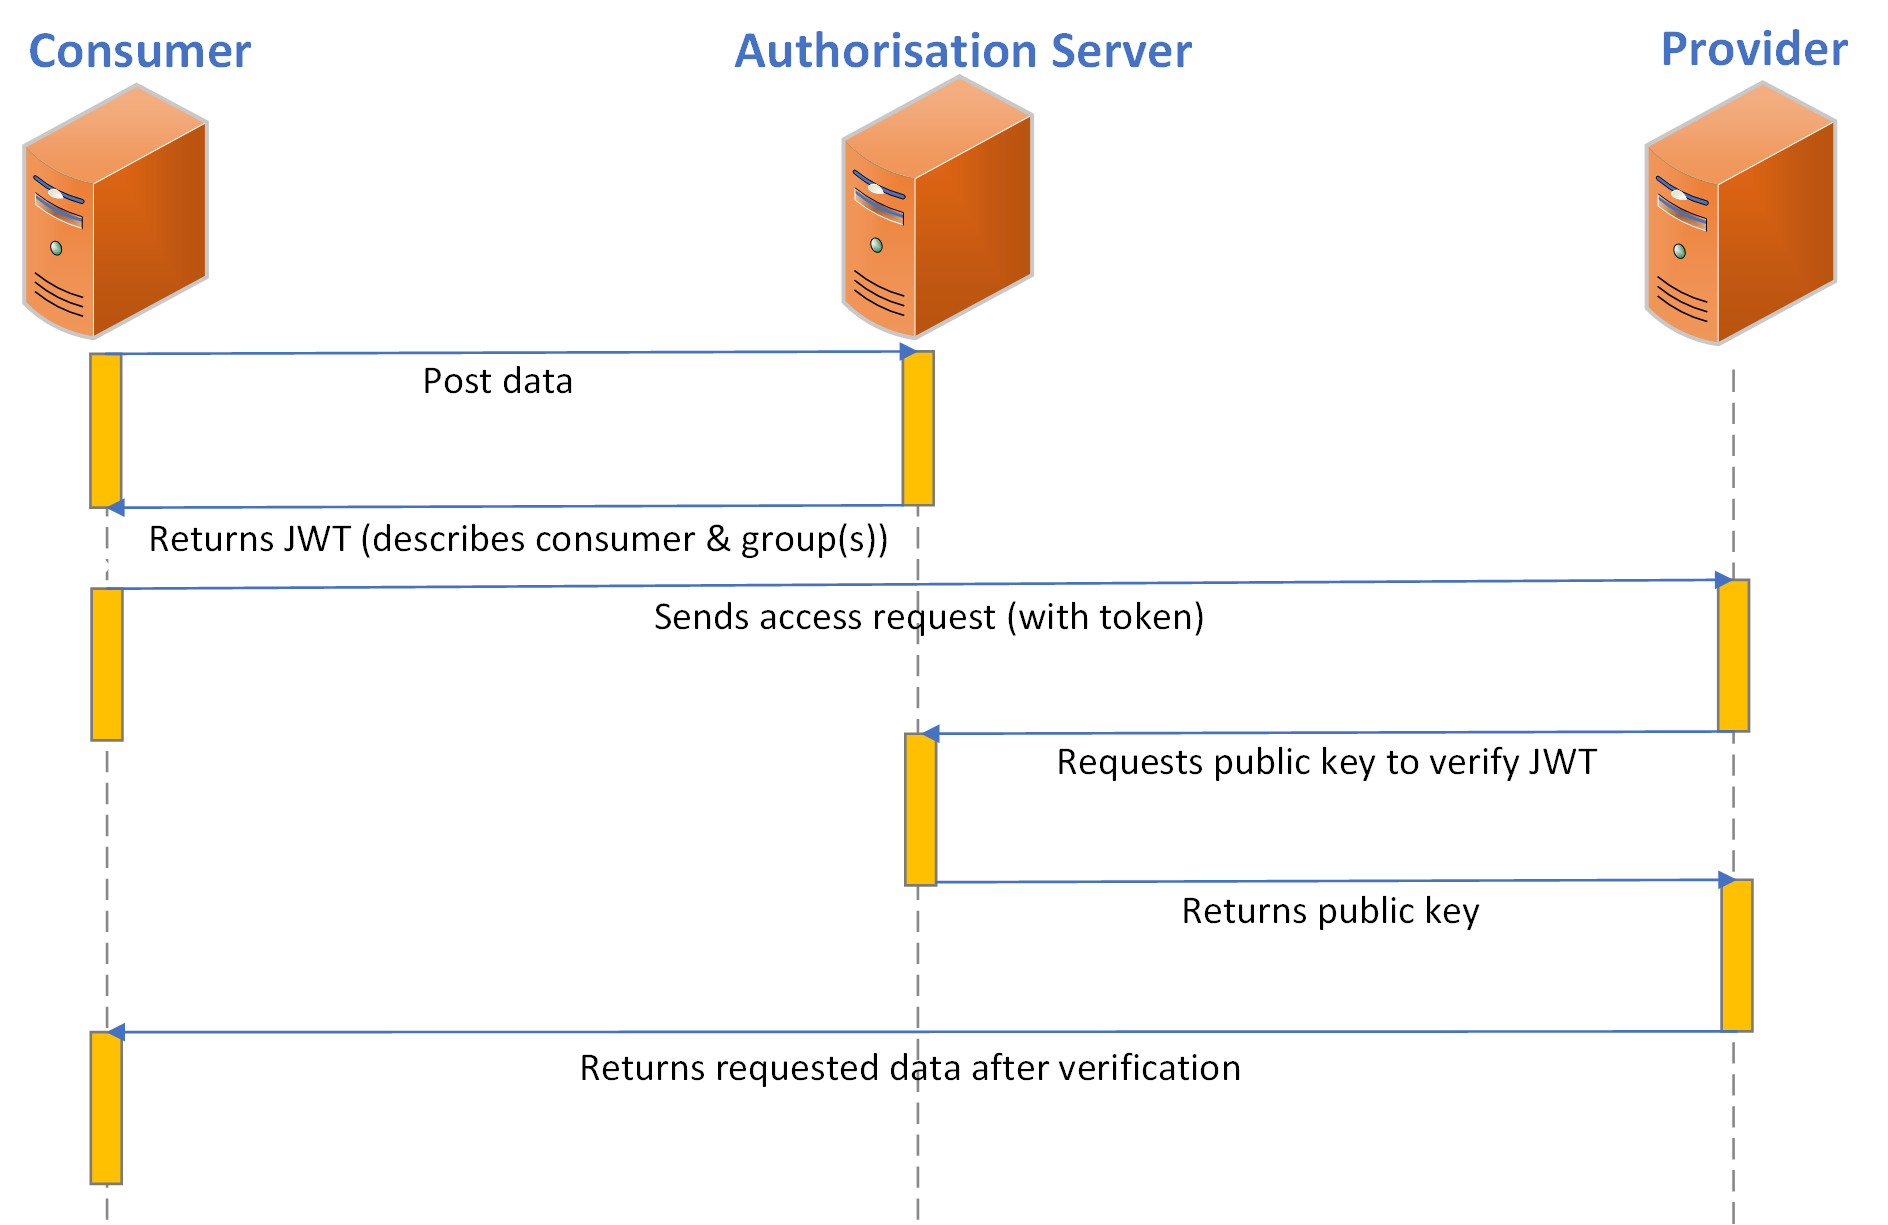 Consumer
Authorisation Server
Provider
Post data
Returns JWT (describes consumer & group(s))
Sends access request (with token)
Requests public key to verify JWT
Returns public key
Returns requested data after verification